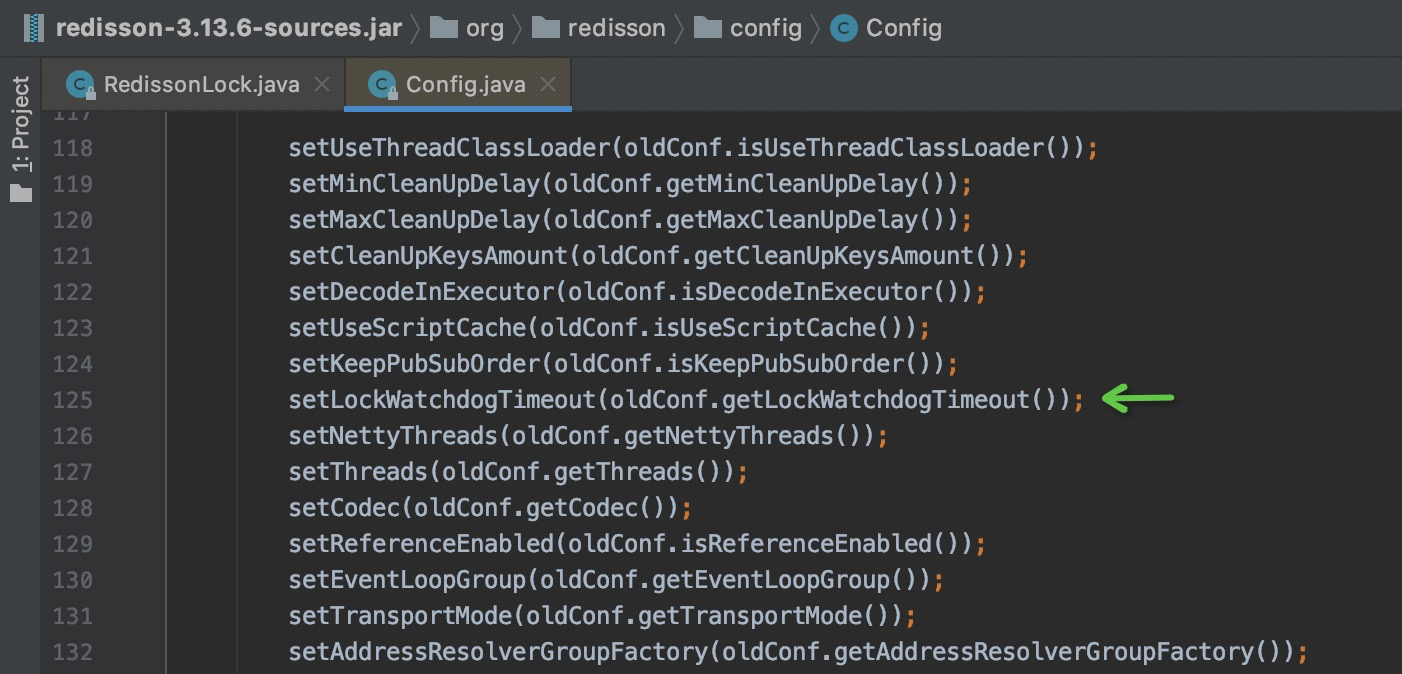 redisson-3.13.6-sources.jar org redisson config C Config
1: Project
C RedissonLock.java C Config.java
117
118 setUseThreadClassLoader(oldConf.isUseThreadClassLoader());
119 setMinCleanUpDelay(oldConf.getMinCleanUpDelay());
120 setMaxCleanUpDelay(oldConf.getMaxCleanUpDelay());
121 setCleanUpKeysAmount(oldConf.getCleanUpKeysAmount());
122 setDecodeInExecutor(oldConf.isDecodeInExecutor());
123 setUseScriptCache(oldConf.isUseScriptCache());
124 setKeepPubSubOrder(oldConf.isKeepPubSubOrder());
125 setLockWatchdogTimeout(oldConf.getLockWatchdogTimeout());
126 setNettyThreads(oldConf.getNettyThreads());
127 setThreads(oldConf.getThreads());
128 setCodec(oldConf.getCodec());
129 setReferenceEnabled(oldConf.isReferenceEnabled());
130 setEventLoopGroup(oldConf.getEventLoopGroup());
131 setTransportMode(oldConf.getTransportMode());
132 setAddressResolverGroupFactory(oldConf.getAddressResolverGroupFactory());